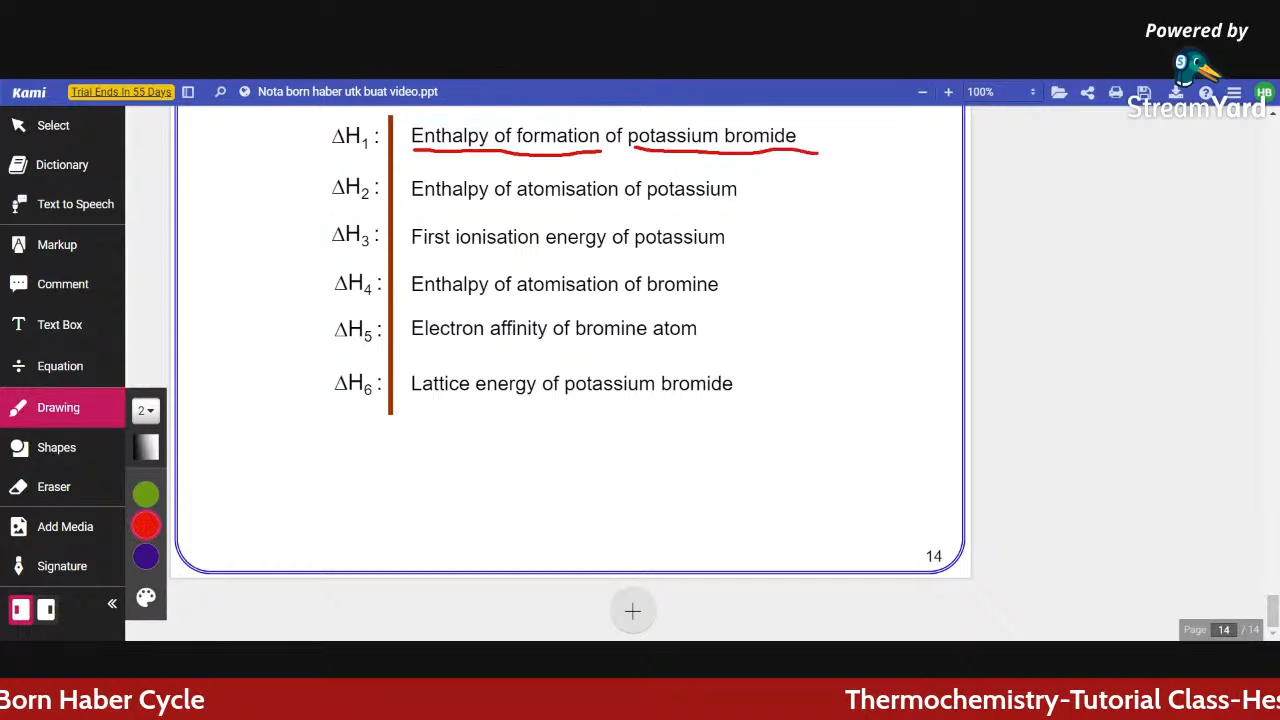 Powered by
StreamYard
Kami
Trial Ends In 55 Days
Nota born haber utk buat video.ppt
100%
HB
Select
Dictionary
Text to Speech
Markup
Comment
Text Box
Equation
Drawing
Shapes
Eraser
Add Media
Signature
2
ΔH1 : Enthalpy of formation of potassium bromide
ΔH2 : Enthalpy of atomisation of potassium
ΔH3 : First ionisation energy of potassium
ΔH4 : Enthalpy of atomisation of bromine
ΔH5 : Electron affinity of bromine atom
ΔH6 : Lattice energy of potassium bromide
14
Page 14 / 14
Born Haber Cycle
Thermochemistry-Tutorial Class-Hes